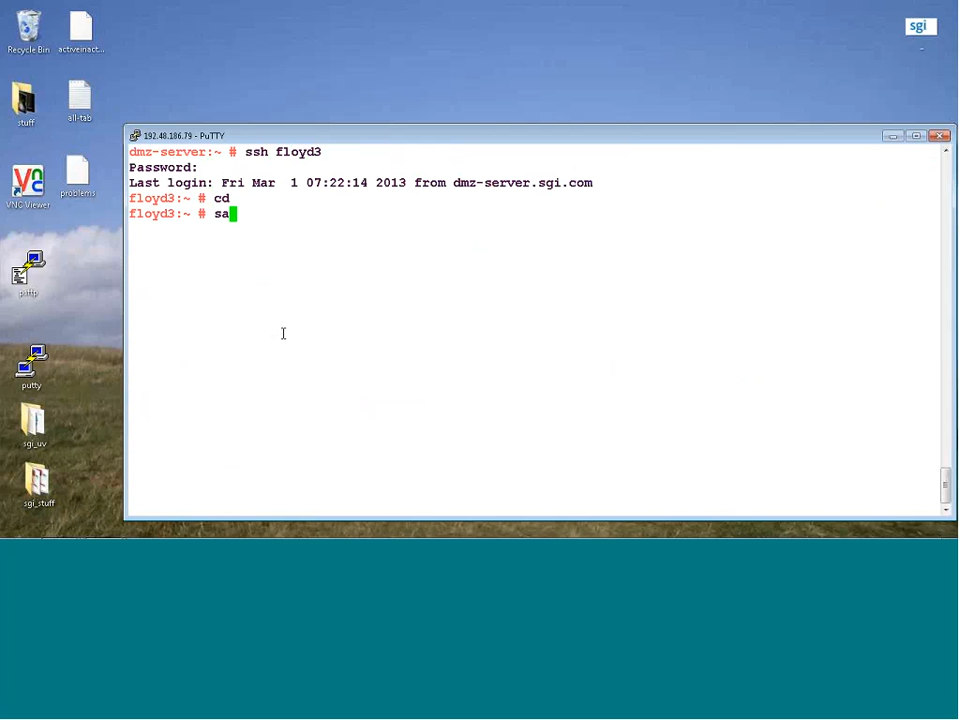 sgi
Recycle Bin
activeinact...
stuff
all-tab
VNC Viewer
problems
psftp
putty
sgi_uv
sgi_stuff
192.48.186.79 - PuTTY
dmz-server:~ # ssh floyd3
Password:
Last login: Fri Mar  1 07:22:14 2013 from dmz-server.sgi.com
floyd3:~ # cd
floyd3:~ # sa